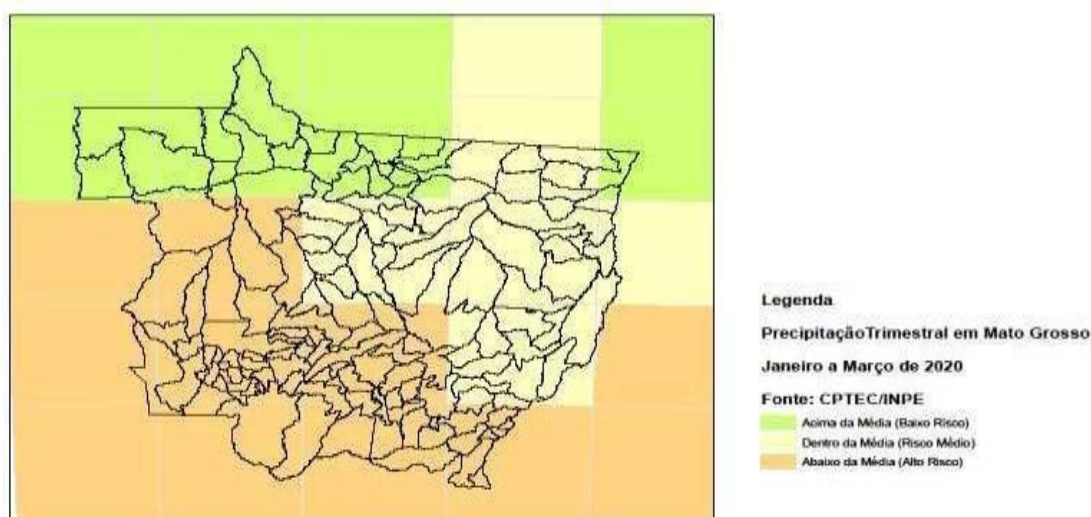 Legenda
PrecipitaçãoTrimestral em Mato Grosso
Janeiro a Março de 2020
Fonte: CPTEC/INPE
Acima da Média (Baixo Risco)
Dentro da Média (Risco Médio)
Abaixo da Média (Alto Risco)